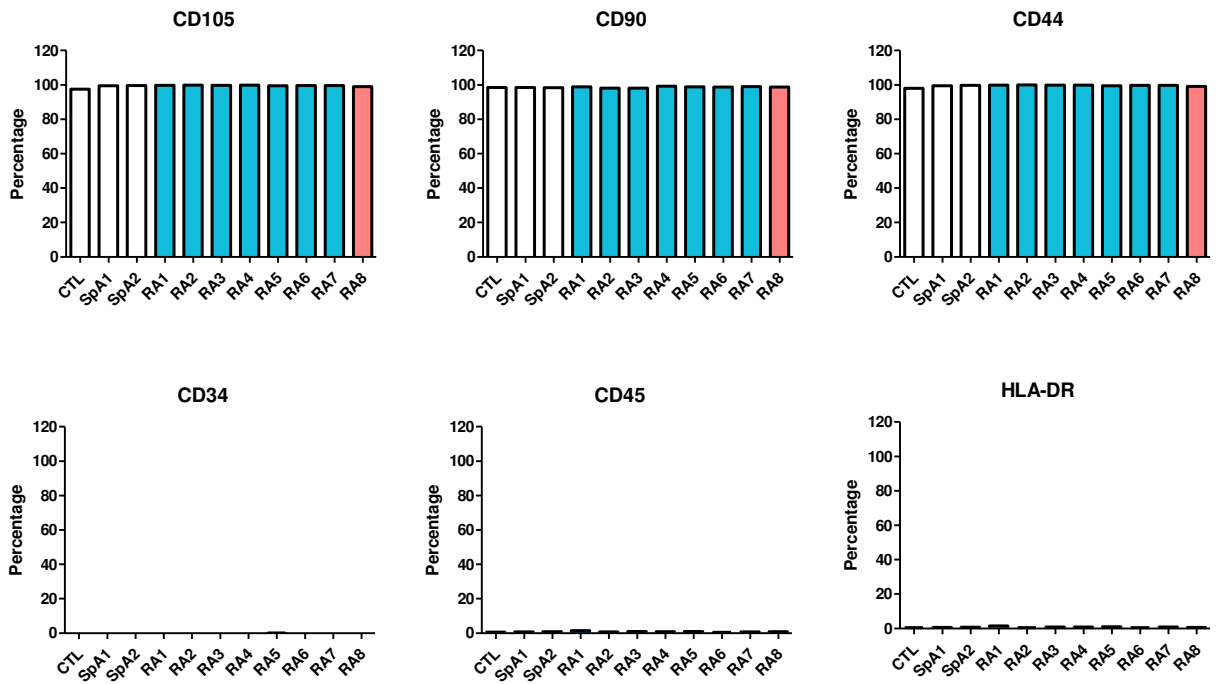 CD105
120
100
80
60
40
20
0
Percentage
CTL
SpA1
SpA2
RA1
RA2
RA3
RA4
RA5
RA6
RA7
RA8
CD90
120
100
80
60
40
20
0
Percentage
CTL
SpA1
SpA2
RA1
RA2
RA3
RA4
RA5
RA6
RA7
RA8
CD44
120
100
80
60
40
20
0
Percentage
CTL
SpA1
SpA2
RA1
RA2
RA3
RA4
RA5
RA6
RA7
RA8
CD34
120
100
80
60
40
20
0
Percentage
CTL
SpA1
SpA2
RA1
RA2
RA3
RA4
RA5
RA6
RA7
RA8
CD45
120
100
80
60
40
20
0
Percentage
CTL
SpA1
SpA2
RA1
RA2
RA3
RA4
RA5
RA6
RA7
RA8
HLA-DR
120
100
80
60
40
20
0
Percentage
CTL
SpA1
SpA2
RA1
RA2
RA3
RA4
RA5
RA6
RA7
RA8